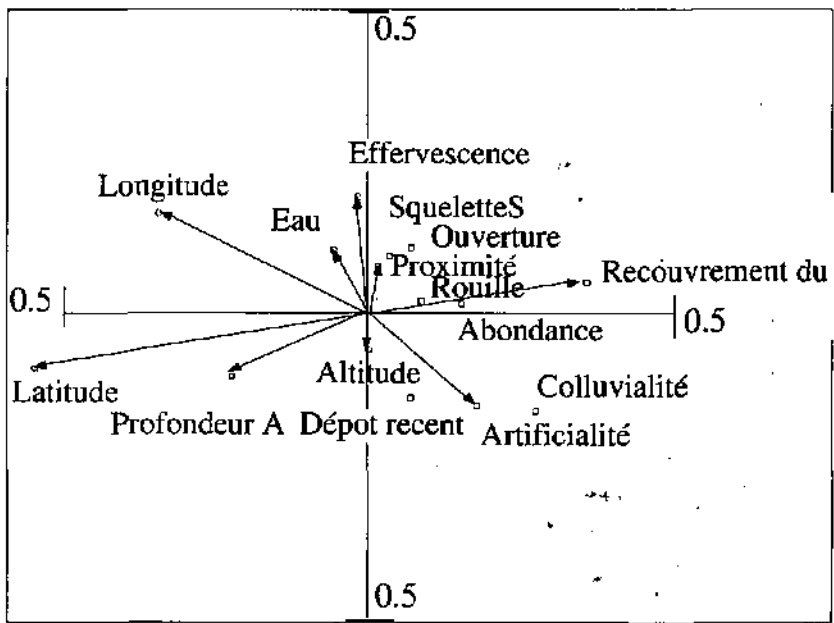 0.5
Effervescence
Longitude
SqueletteS
Eau
Ouverture
Proximité
Recouvrement du
Rouille
0.5
0.5
Abondance
Altitude
Latitude
Colluvialité
Profondeur A
Dépot recent
Artificialité
0.5